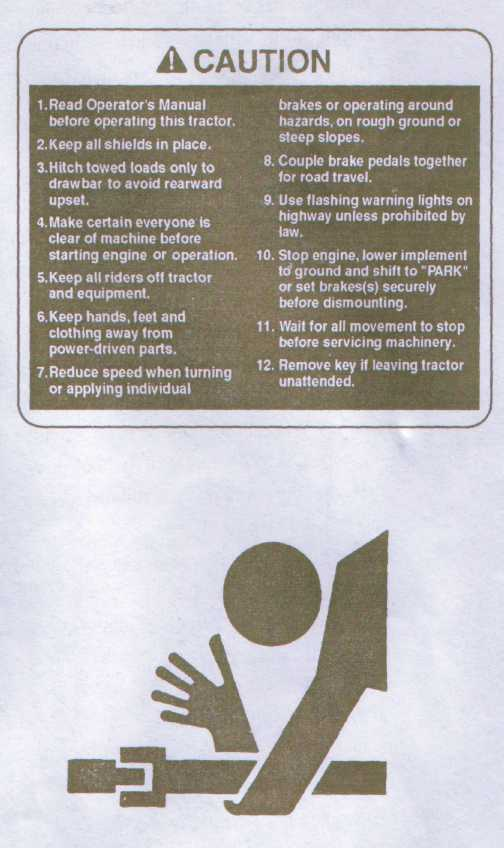 CAUTION
1.Read Operator's Manual
before operating this tractor.
2.Keep all shields in place.
3.Hitch towed loads only to
drawbar to avoid rearward
upset.
4.Make certain everyone is
clear of machine before
starting engine or operation.
5.Keep all riders off tractor
and equipment.
6.Keep hands, feet and
clothing away from
power-driven parts.
7.Reduce speed when turning
or applying individual
brakes or operating around
hazards, on rough ground or
steep slopes.
8. Couple brake pedals together
for road travel.
9. Use flashing warning lights on
highway unless prohibited by
law.
10. Stop engine, lower implement
to ground and shift to "PARK"
or set brakes(s) securely
before dismounting.
11. Wait for all movement to stop
before servicing machinery.
12. Remove key if leaving tractor
unattended.